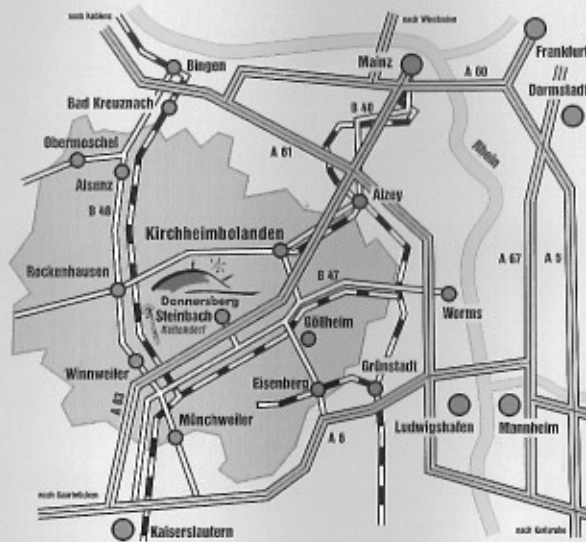 nach Koblenz
nach Wiesbaden
Bingen
Mainz
Frankfurt
A 60
Darmstadt
Bad Kreuznach
B 40
Obermoschel
A 61
Rhein
Alsenz
Alzey
B 48
Kirchheimbolanden
A 67
A 5
Rockenhausen
B 47
Donnersberg
Steinbach
Keltendorf
Göllheim
Worms
Winnweiler
Eisenberg
Grünstadt
A 63
Münchweiler
A 6
Ludwigshafen
Mannheim
nach Saarbrücken
Kaiserslautern
nach Karlsruhe